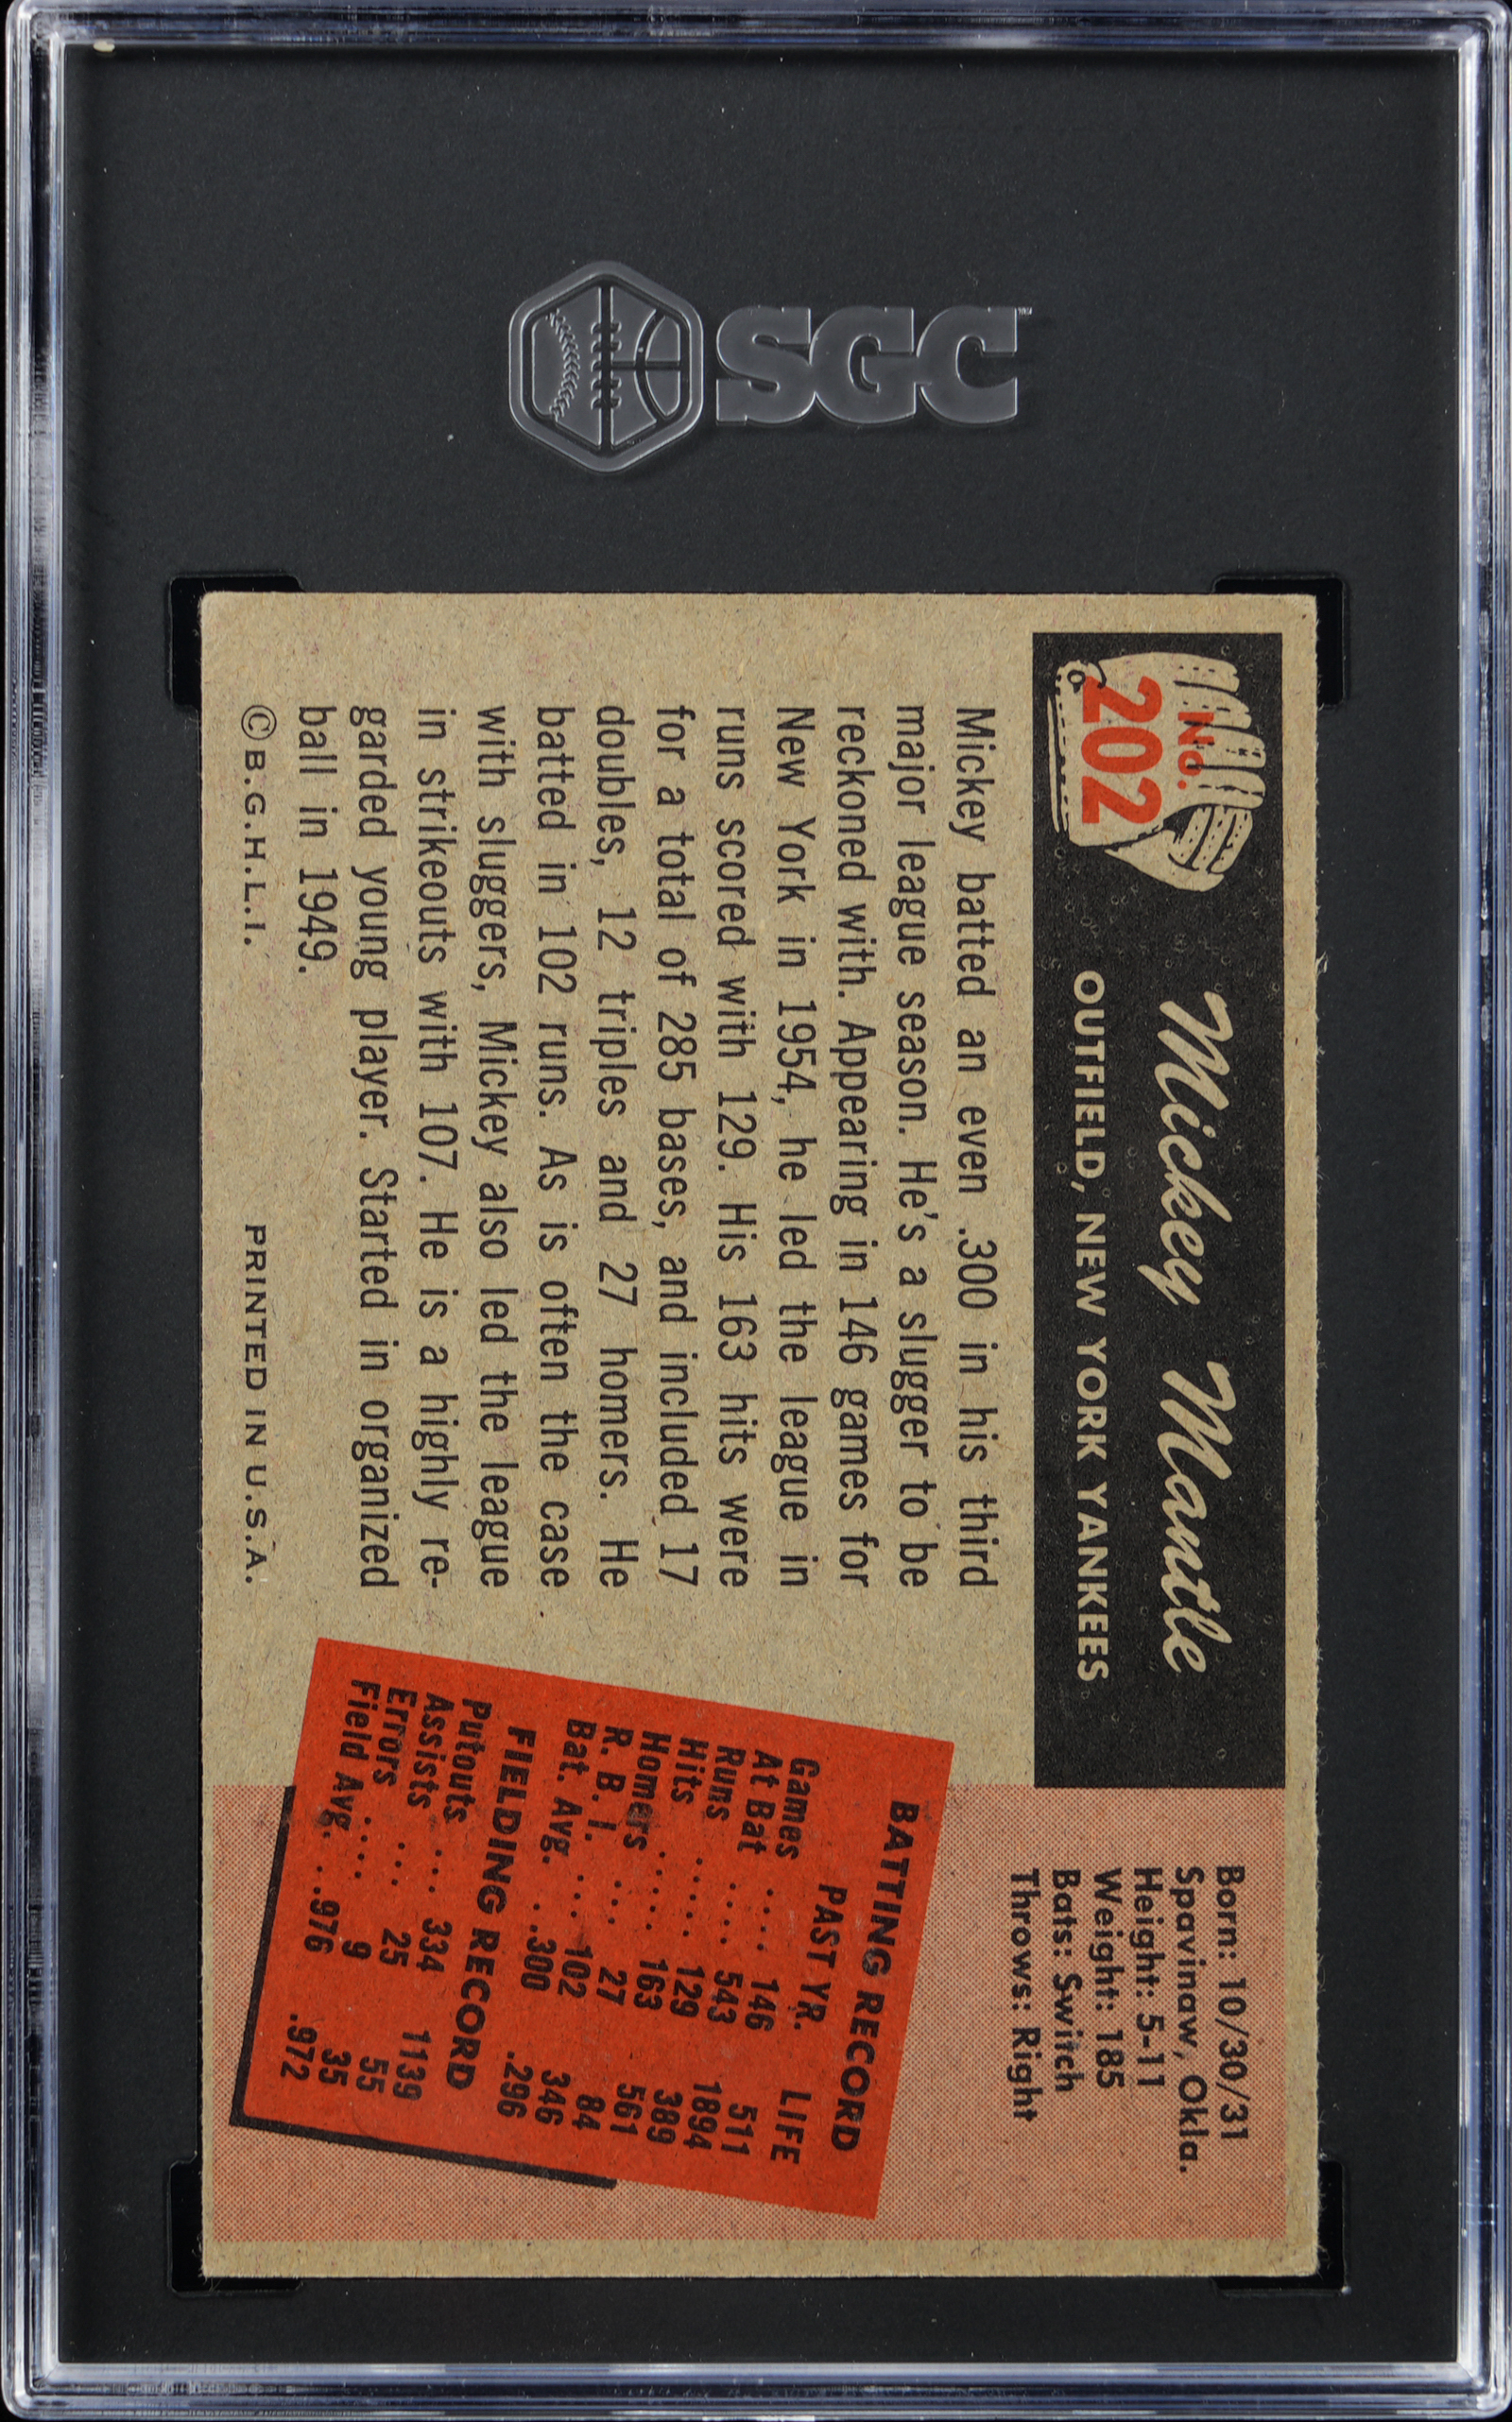 SGC
No.
202
Mickey Mantle
OUTFIELD, NEW YORK YANKEES
Mickey batted an even .300 in his third
major league season. He's a slugger to be
reckoned with. Appearing in 146 games for
New York in 1954, he led the league in
runs scored with 129. His 163 hits were
for a total of 285 bases, and included 17
doubles, 12 triples and 27 homers. He
batted in 102 runs. As is often the case
with sluggers, Mickey also led the league
in strikeouts with 107. He is a highly re-
garded young player. Started in organized
ball in 1949.
© B.G.H.L.I. PRINTED IN U.S.A.
Born: 10/30/31
Spavinaw, Okla.
Height: 5-11
Weight: 185
Bats: Switch
Throws: Right
BATTING RECORD
PAST YR. LIFE
Games .... 146 511
At Bat .... 543 1894
Runs ..... 129 389
Hits ..... 163 561
Homers ... 27 84
R. B. I. .... 102 346
Bat. Avg. . .300 .296
FIELDING RECORD
Putouts ... 334 1139
Assists ... 25 55
Errors .... 9 35
Field Avg. . .976 .972